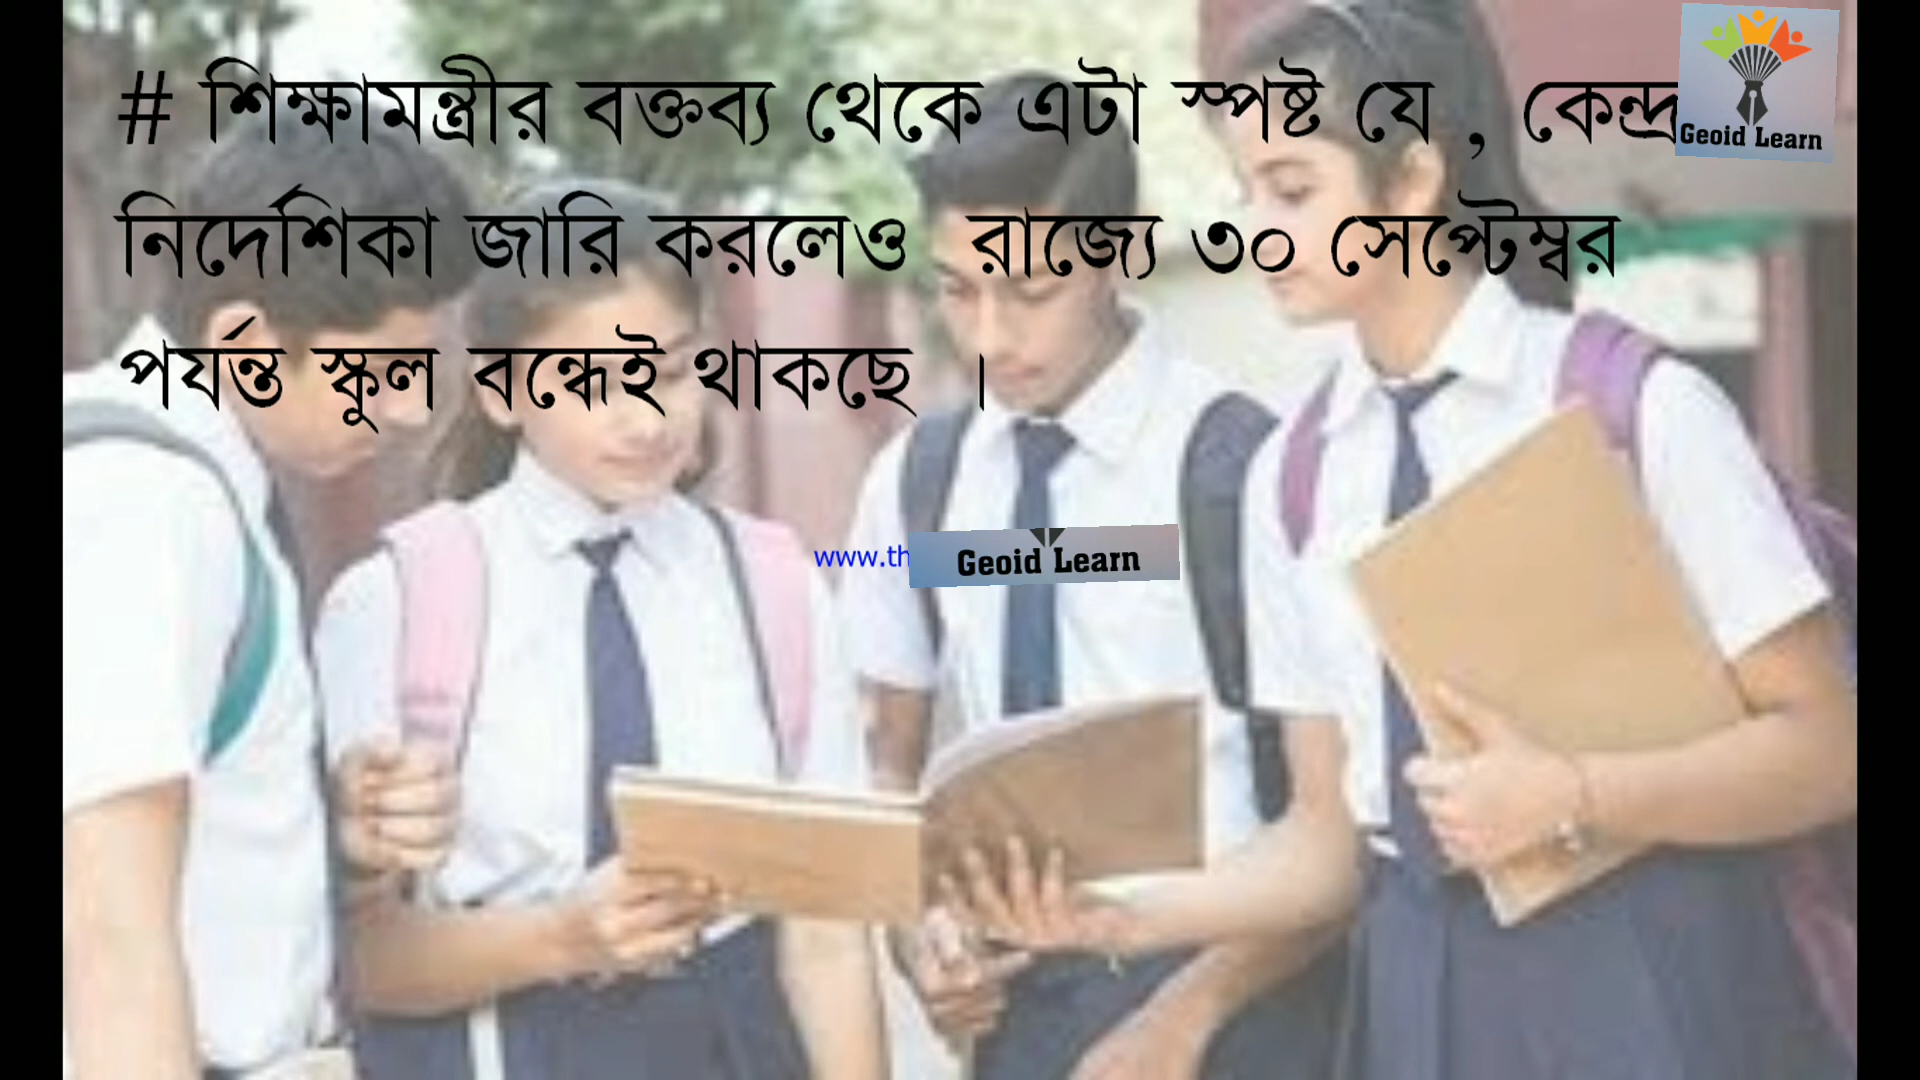 # শিক্ষামন্ত্রীর বক্তব্য থেকে এটা স্পষ্ট যে , কেন্দ্র
Geoid Learn
নির্দেশিকা জারি করলেও রাজ্যে ৩০ সেপ্টেম্বর
পর্যন্ত স্কুল বন্ধেই থাকছে ।
www.th
Geoid Learn